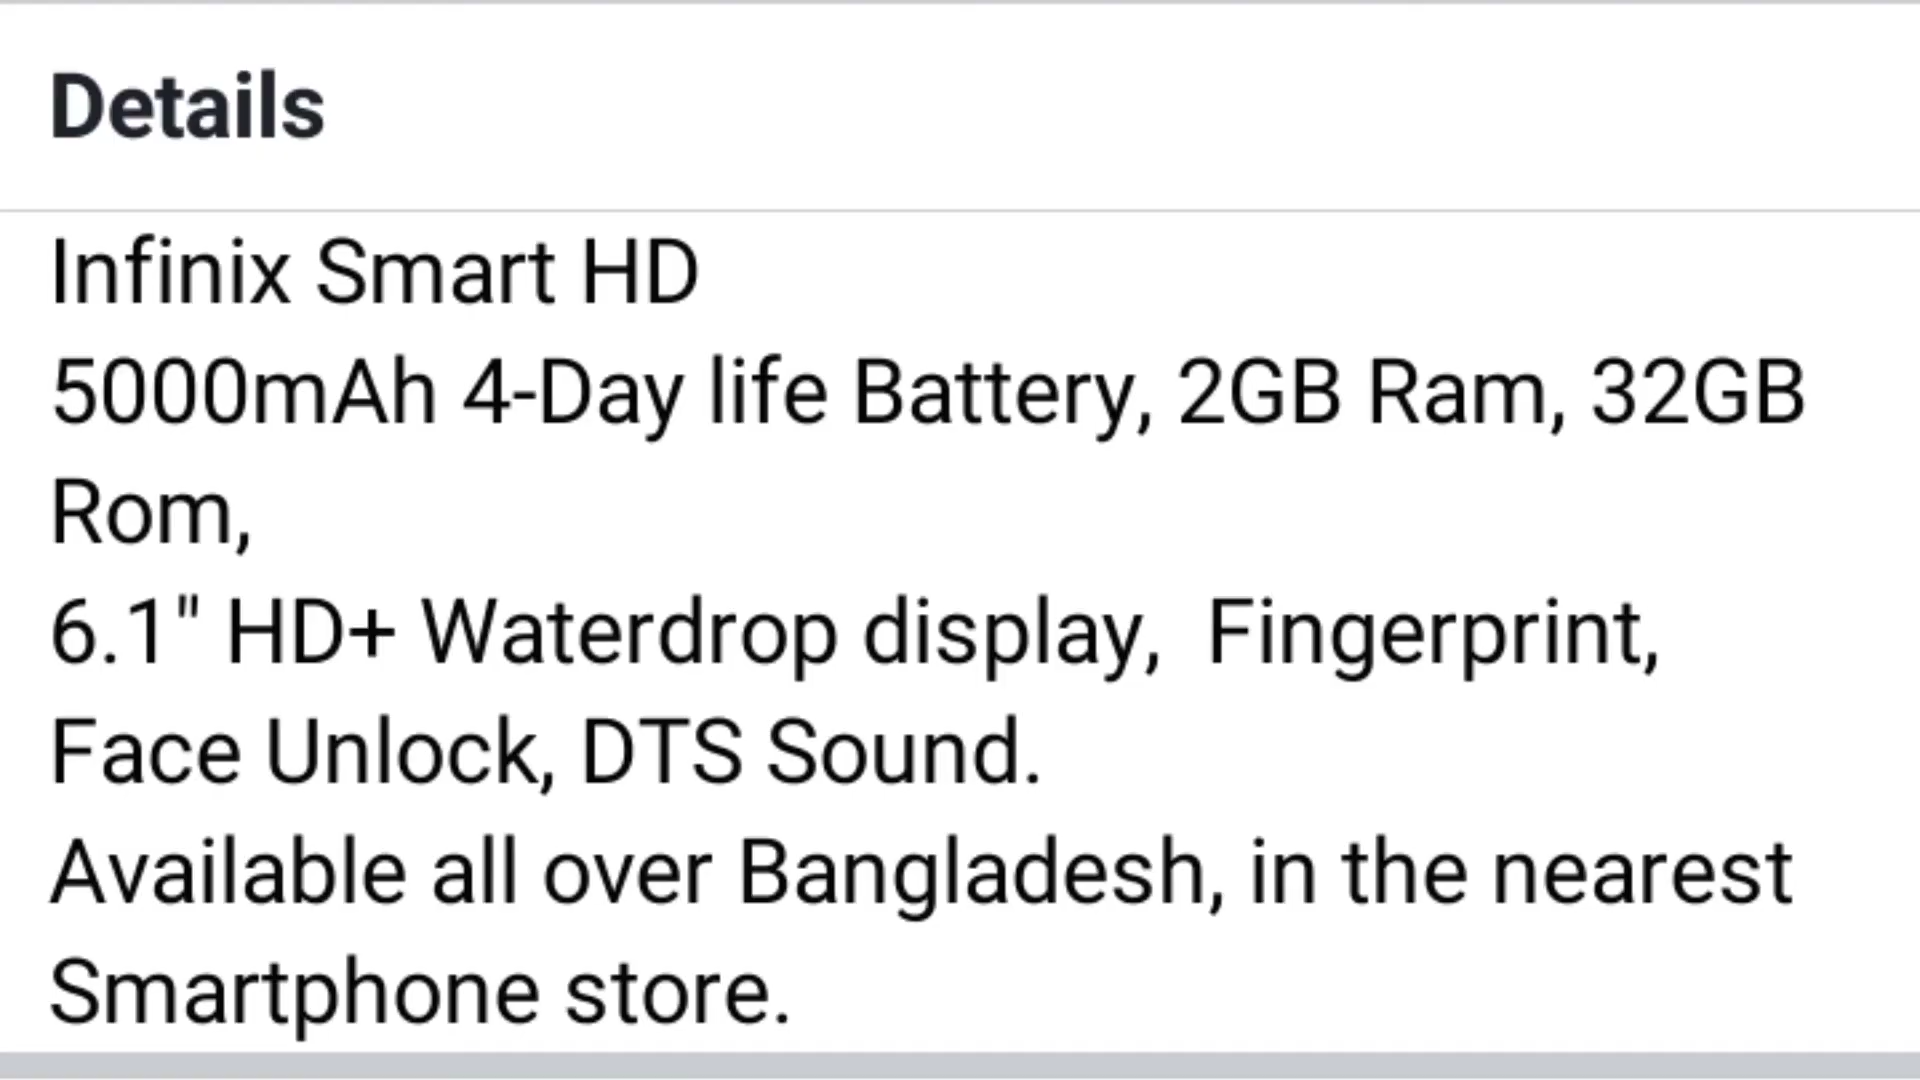 Details
Infinix Smart HD
5000mAh 4-Day life Battery, 2GB Ram, 32GB
Rom,
6.1" HD+ Waterdrop display,  Fingerprint,
Face Unlock, DTS Sound.
Available all over Bangladesh, in the nearest
Smartphone store.